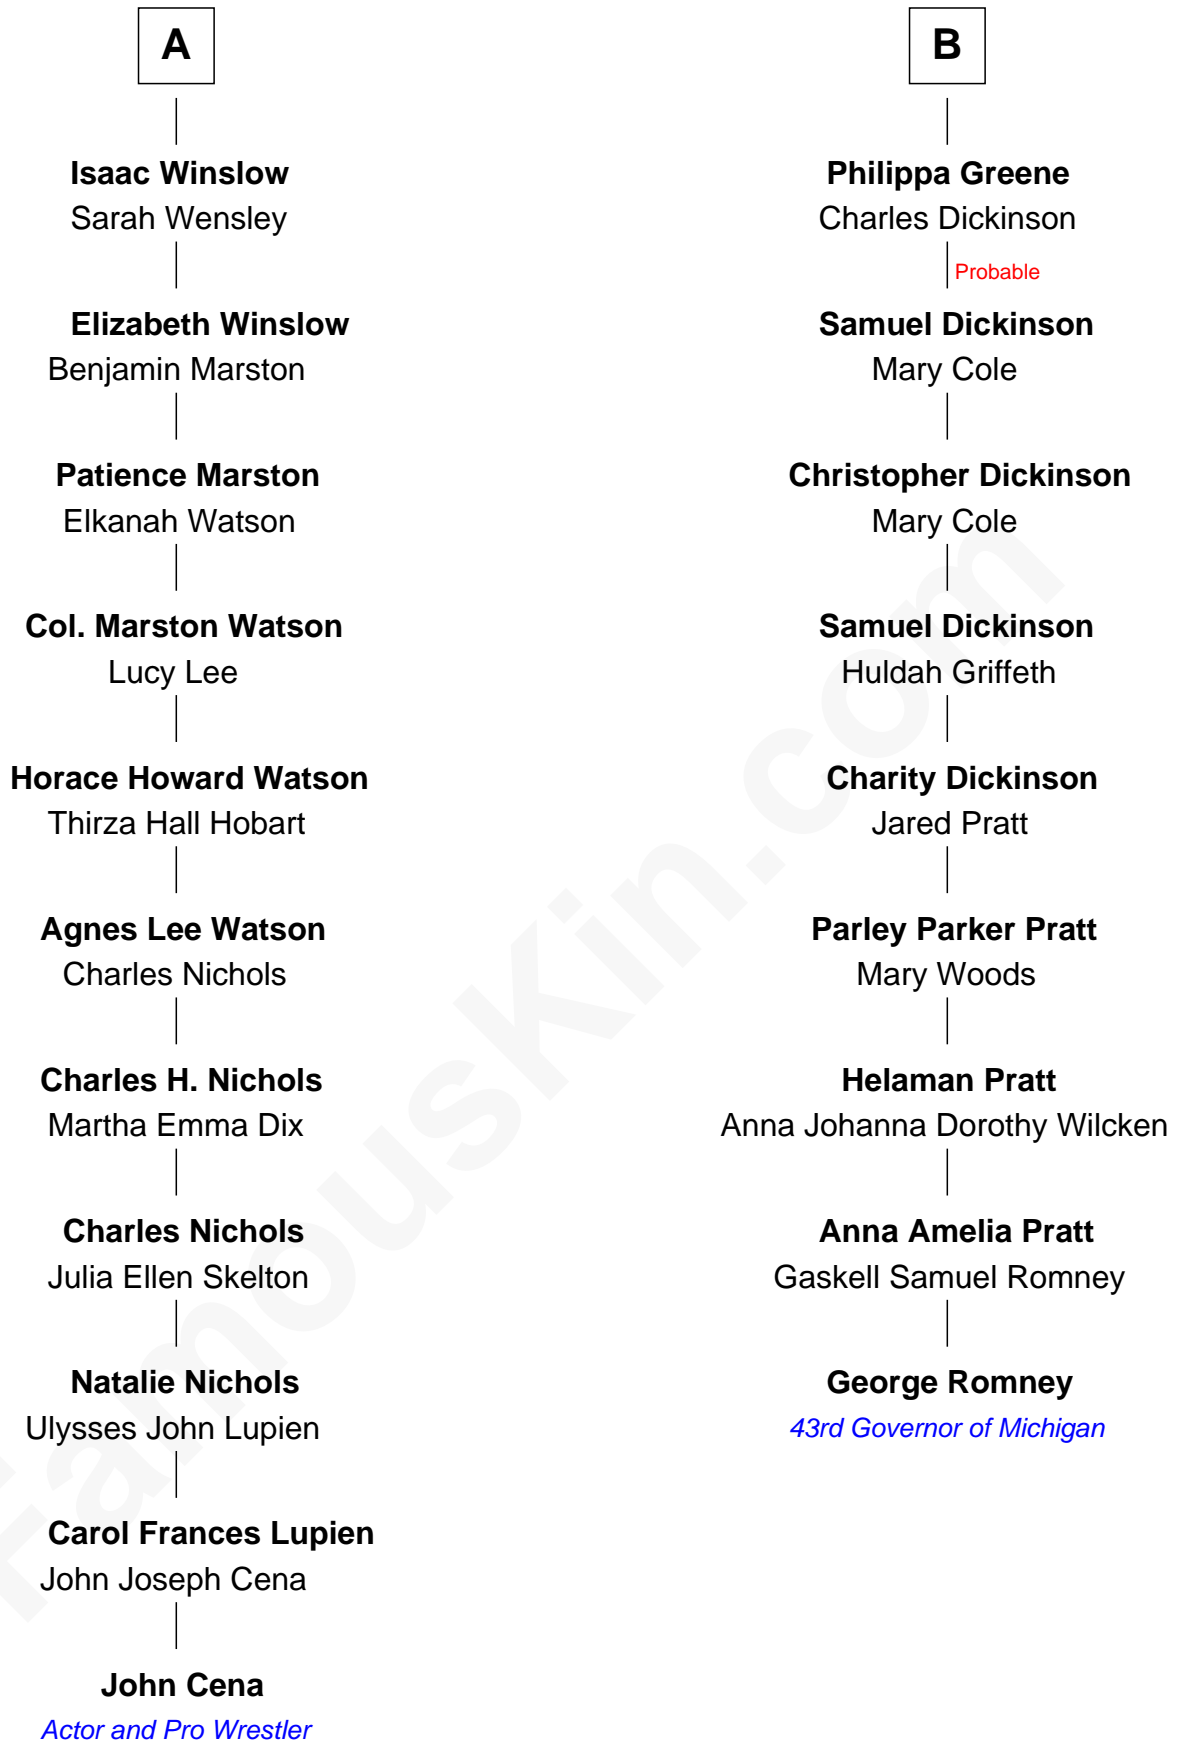 A
Isaac Winslow
Sarah Wensley
Elizabeth Winslow
Benjamin Marston
Patience Marston
Elkanah Watson
Col. Marston Watson
Lucy Lee
Horace Howard Watson
Thirza Hall Hobart
Agnes Lee Watson
Charles Nichols
Charles H. Nichols
Martha Emma Dix
Charles Nichols
Julia Ellen Skelton
Natalie Nichols
Ulysses John Lupien
Carol Frances Lupien
John Joseph Cena
John Cena
Actor and Pro Wrestler
B
Philippa Greene
Charles Dickinson
Probable
Samuel Dickinson
Mary Cole
Christopher Dickinson
Mary Cole
Samuel Dickinson
Huldah Griffeth
Charity Dickinson
Jared Pratt
Parley Parker Pratt
Mary Woods
Helaman Pratt
Anna Johanna Dorothy Wilcken
Anna Amelia Pratt
Gaskell Samuel Romney
George Romney
43rd Governor of Michigan
FamousKin.com